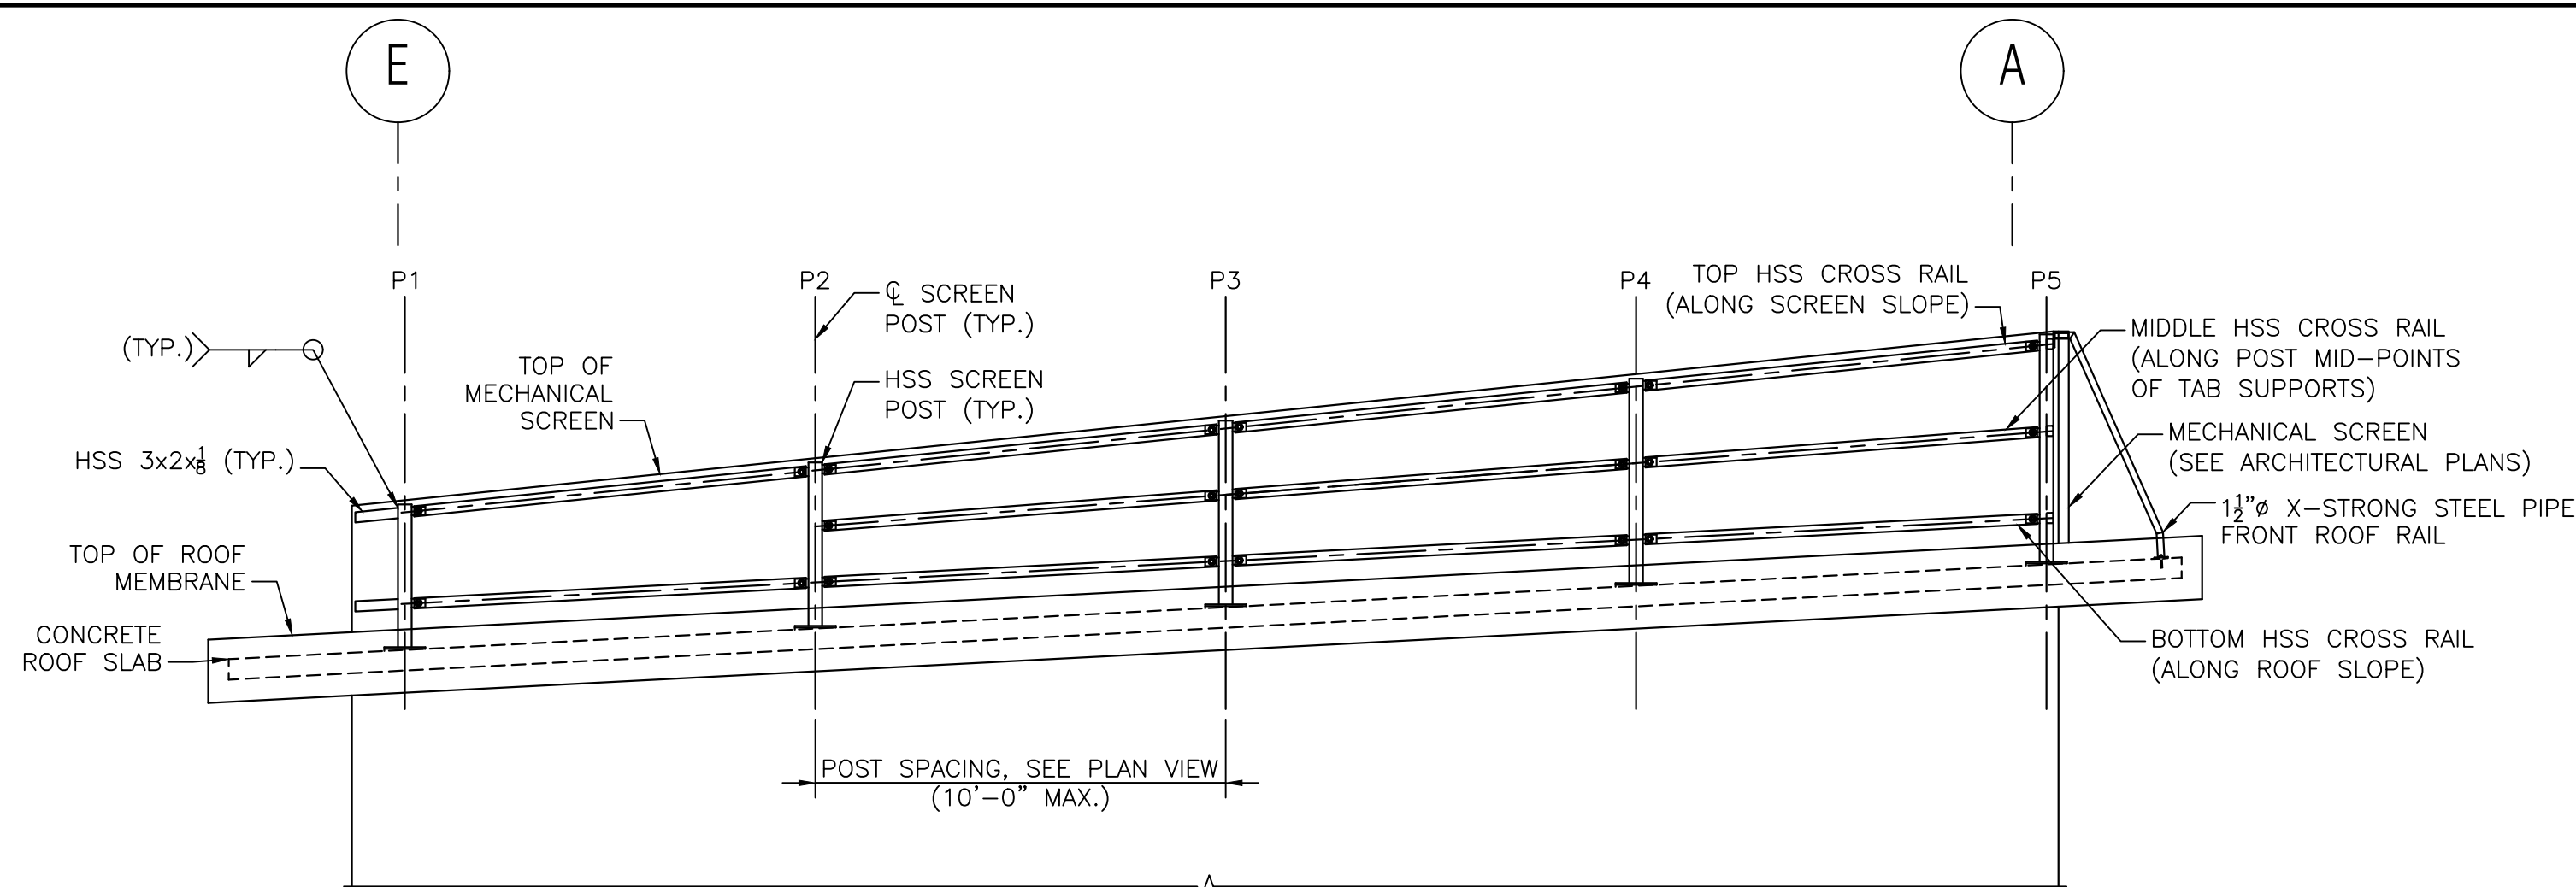 E
A
P1
P2
P3
P4
P5
℄ SCREEN
POST (TYP.)
TOP HSS CROSS RAIL
(ALONG SCREEN SLOPE)
(TYP.)
TOP OF
MECHANICAL
SCREEN
HSS SCREEN
POST (TYP.)
MIDDLE HSS CROSS RAIL
(ALONG POST MID-POINTS
OF TAB SUPPORTS)
HSS 3x2x1/8 (TYP.)
MECHANICAL SCREEN
(SEE ARCHITECTURAL PLANS)
1 1/2"ø X-STRONG STEEL PIPE
FRONT ROOF RAIL
TOP OF ROOF
MEMBRANE
CONCRETE
ROOF SLAB
BOTTOM HSS CROSS RAIL
(ALONG ROOF SLOPE)
POST SPACING, SEE PLAN VIEW
(10'-0" MAX.)